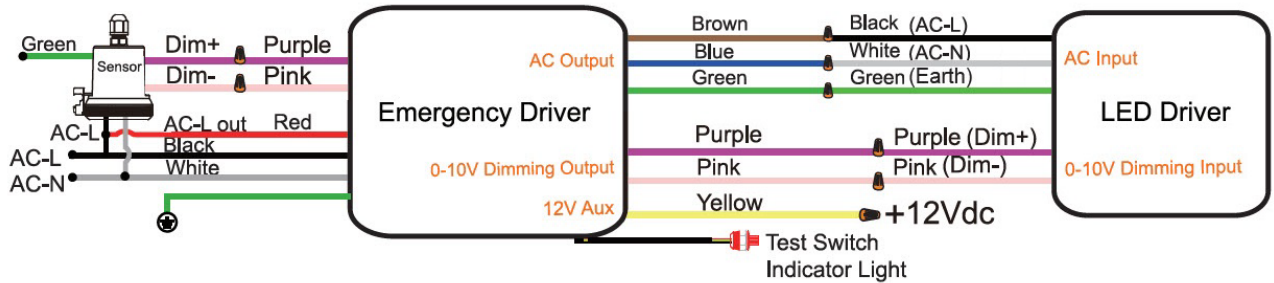 Green
Sensor
Dim+ Purple
Dim- Pink
AC-L AC-L out Red
AC-L Black
AC-N White
Emergency Driver
AC Output
0-10V Dimming Output
12V Aux
Brown Black (AC-L)
Blue White (AC-N)
Green Green (Earth)
Purple Purple (Dim+)
Pink Pink (Dim-)
Yellow +12Vdc
Test Switch
Indicator Light
AC Input
LED Driver
0-10V Dimming Input